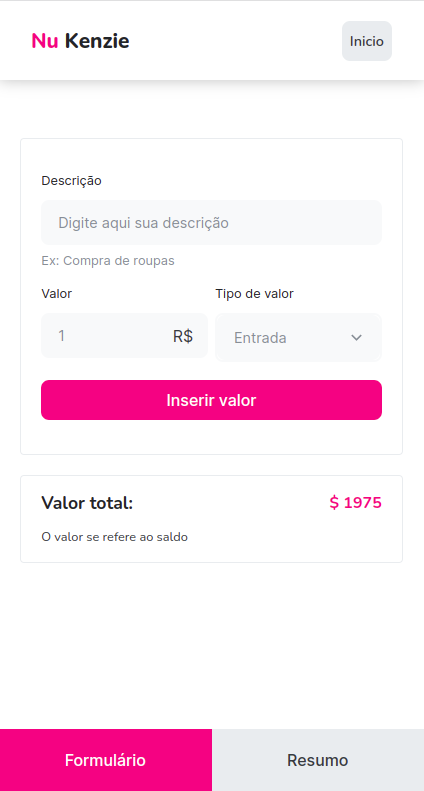 Nu Kenzie
Inicio
Descrição
Digite aqui sua descrição
Ex: Compra de roupas
Valor
Tipo de valor
1
R$
Entrada
Inserir valor
Valor total:
$ 1975
O valor se refere ao saldo
Formulário
Resumo